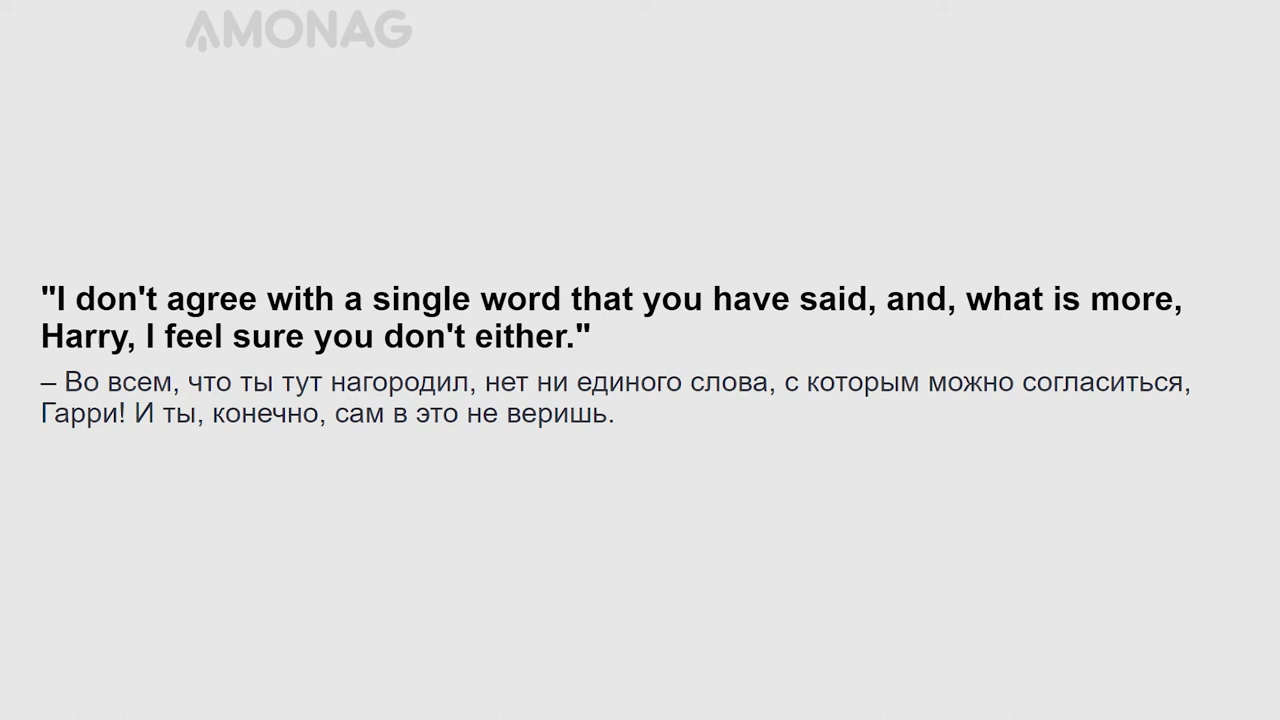 AMONAG
"I don't agree with a single word that you have said, and, what is more,
Harry, I feel sure you don't either."
– Во всем, что ты тут нагородил, нет ни единого слова, с которым можно согласиться,
Гарри! И ты, конечно, сам в это не веришь.